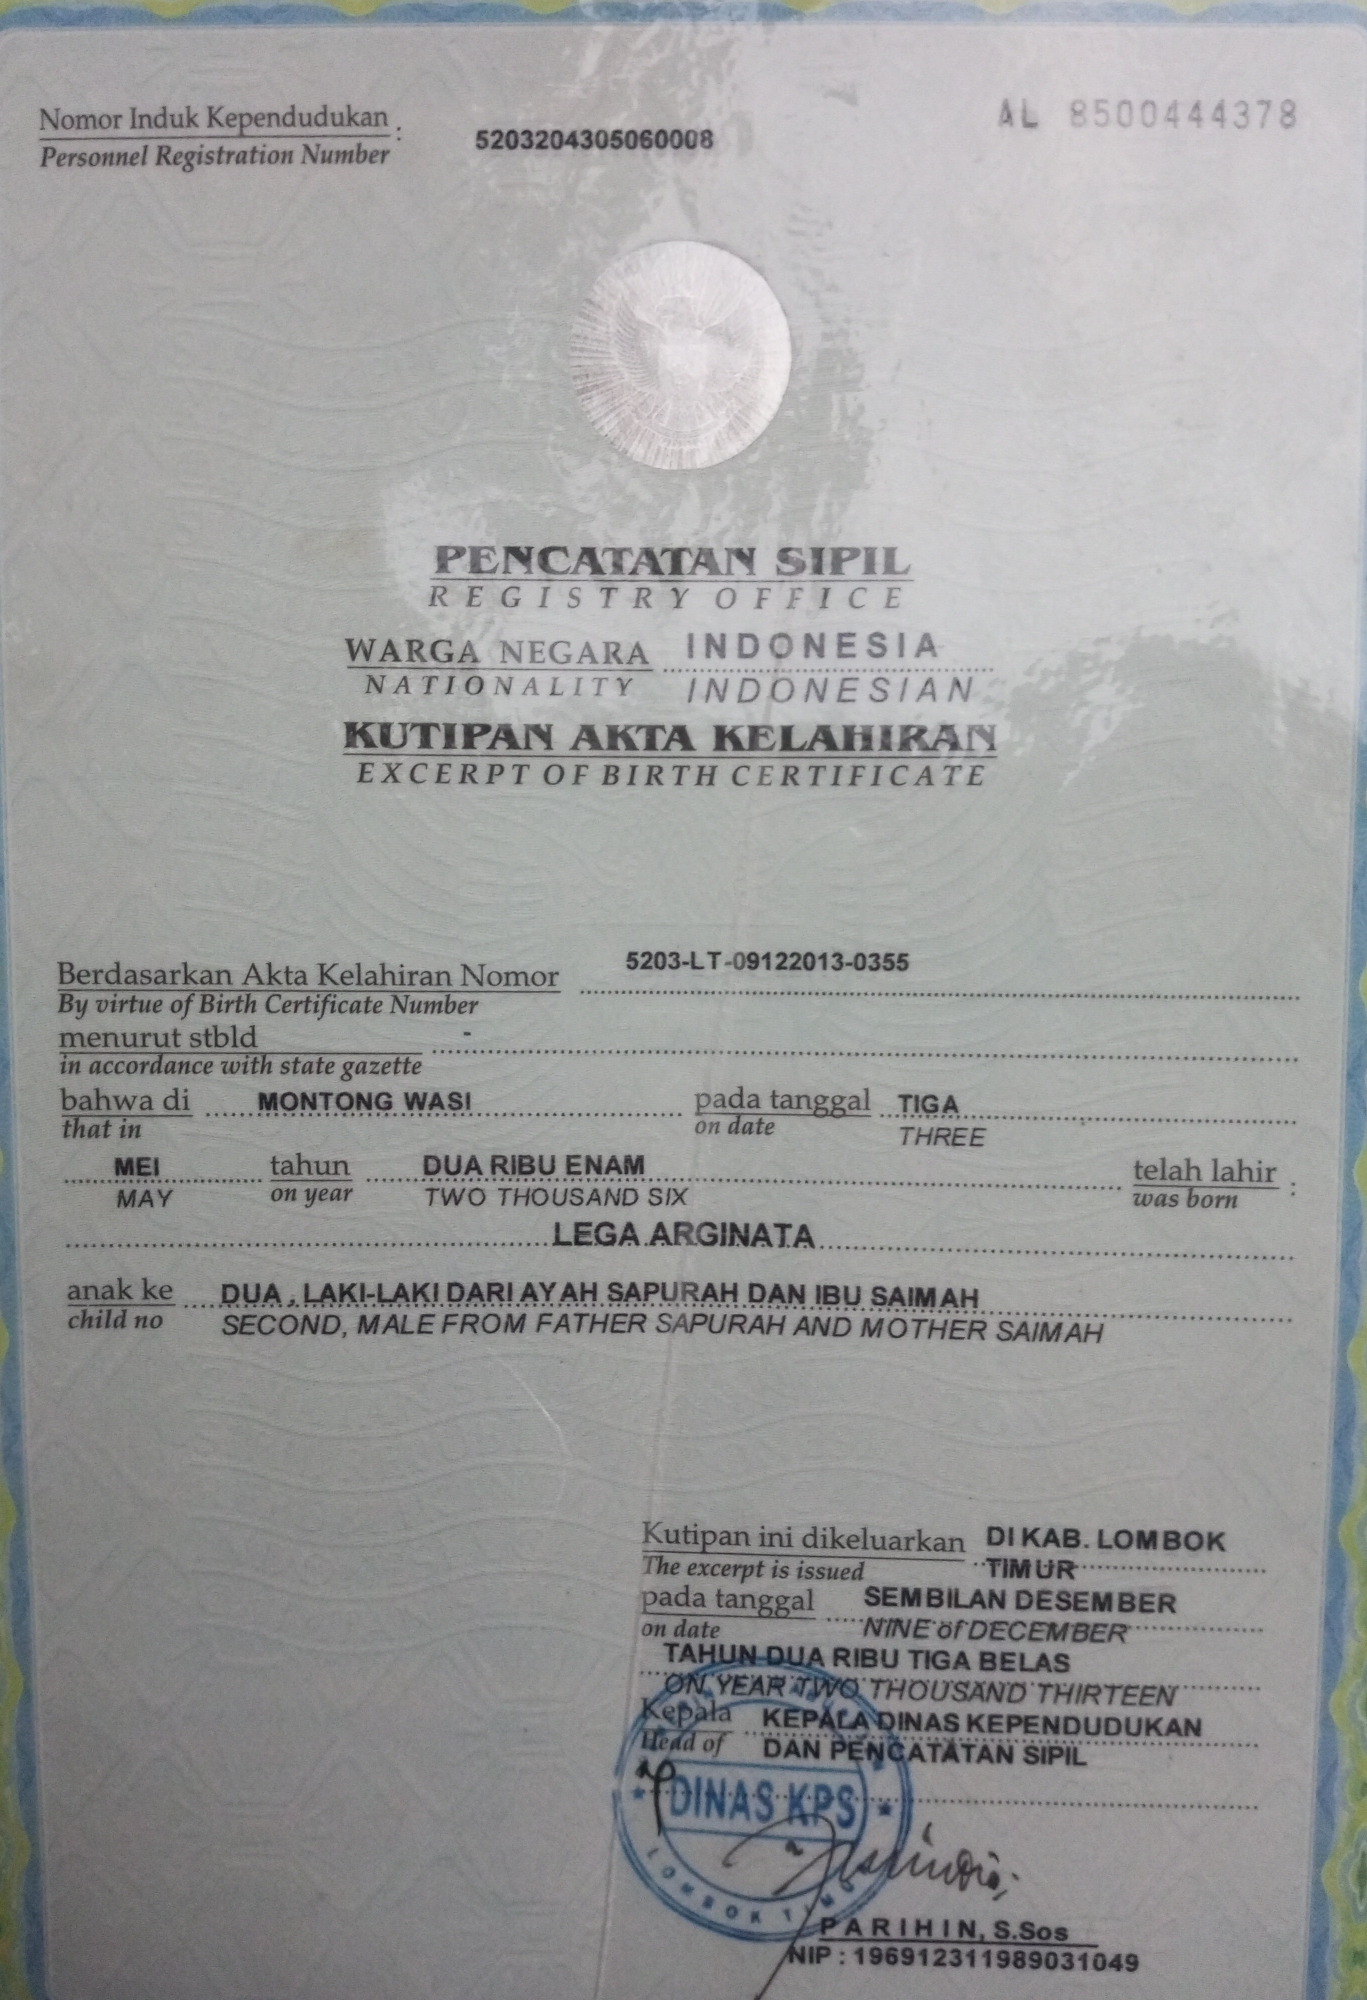 Nomor Induk Kependudukan : 5203204305060008
Personnel Registration Number
AL 8500444378
PENCATATAN SIPIL
REGISTRY OFFICE
WARGA NEGARA INDONESIA
NATIONALITY INDONESIAN
KUTIPAN AKTA KELAHIRAN
EXCERPT OF BIRTH CERTIFICATE
Berdasarkan Akta Kelahiran Nomor 5203-LT-09122013-0355
By virtue of Birth Certificate Number
menurut stbld -
in accordance with state gazette
bahwa di MONTONG WASI pada tanggal TIGA
that in on date THREE
MEI tahun DUA RIBU ENAM telah lahir :
MAY on year TWO THOUSAND SIX was born
LEGA ARGINATA
anak ke DUA , LAKI-LAKI DARI AYAH SAPURAH DAN IBU SAIMAH
child no SECOND, MALE FROM FATHER SAPURAH AND MOTHER SAIMAH
Kutipan ini dikeluarkan DI KAB. LOMBOK
The excerpt is issued TIMUR
pada tanggal SEMBILAN DESEMBER
on date NINE of DECEMBER
TAHUN DUA RIBU TIGA BELAS
ON YEAR TWO THOUSAND THIRTEEN
Kepala KEPALA DINAS KEPENDUDUKAN
Head of DAN PENCATATAN SIPIL
DINAS KPS
LOMBOK TIMUR
PARIHIN, S.Sos
NIP : 196912311989031049